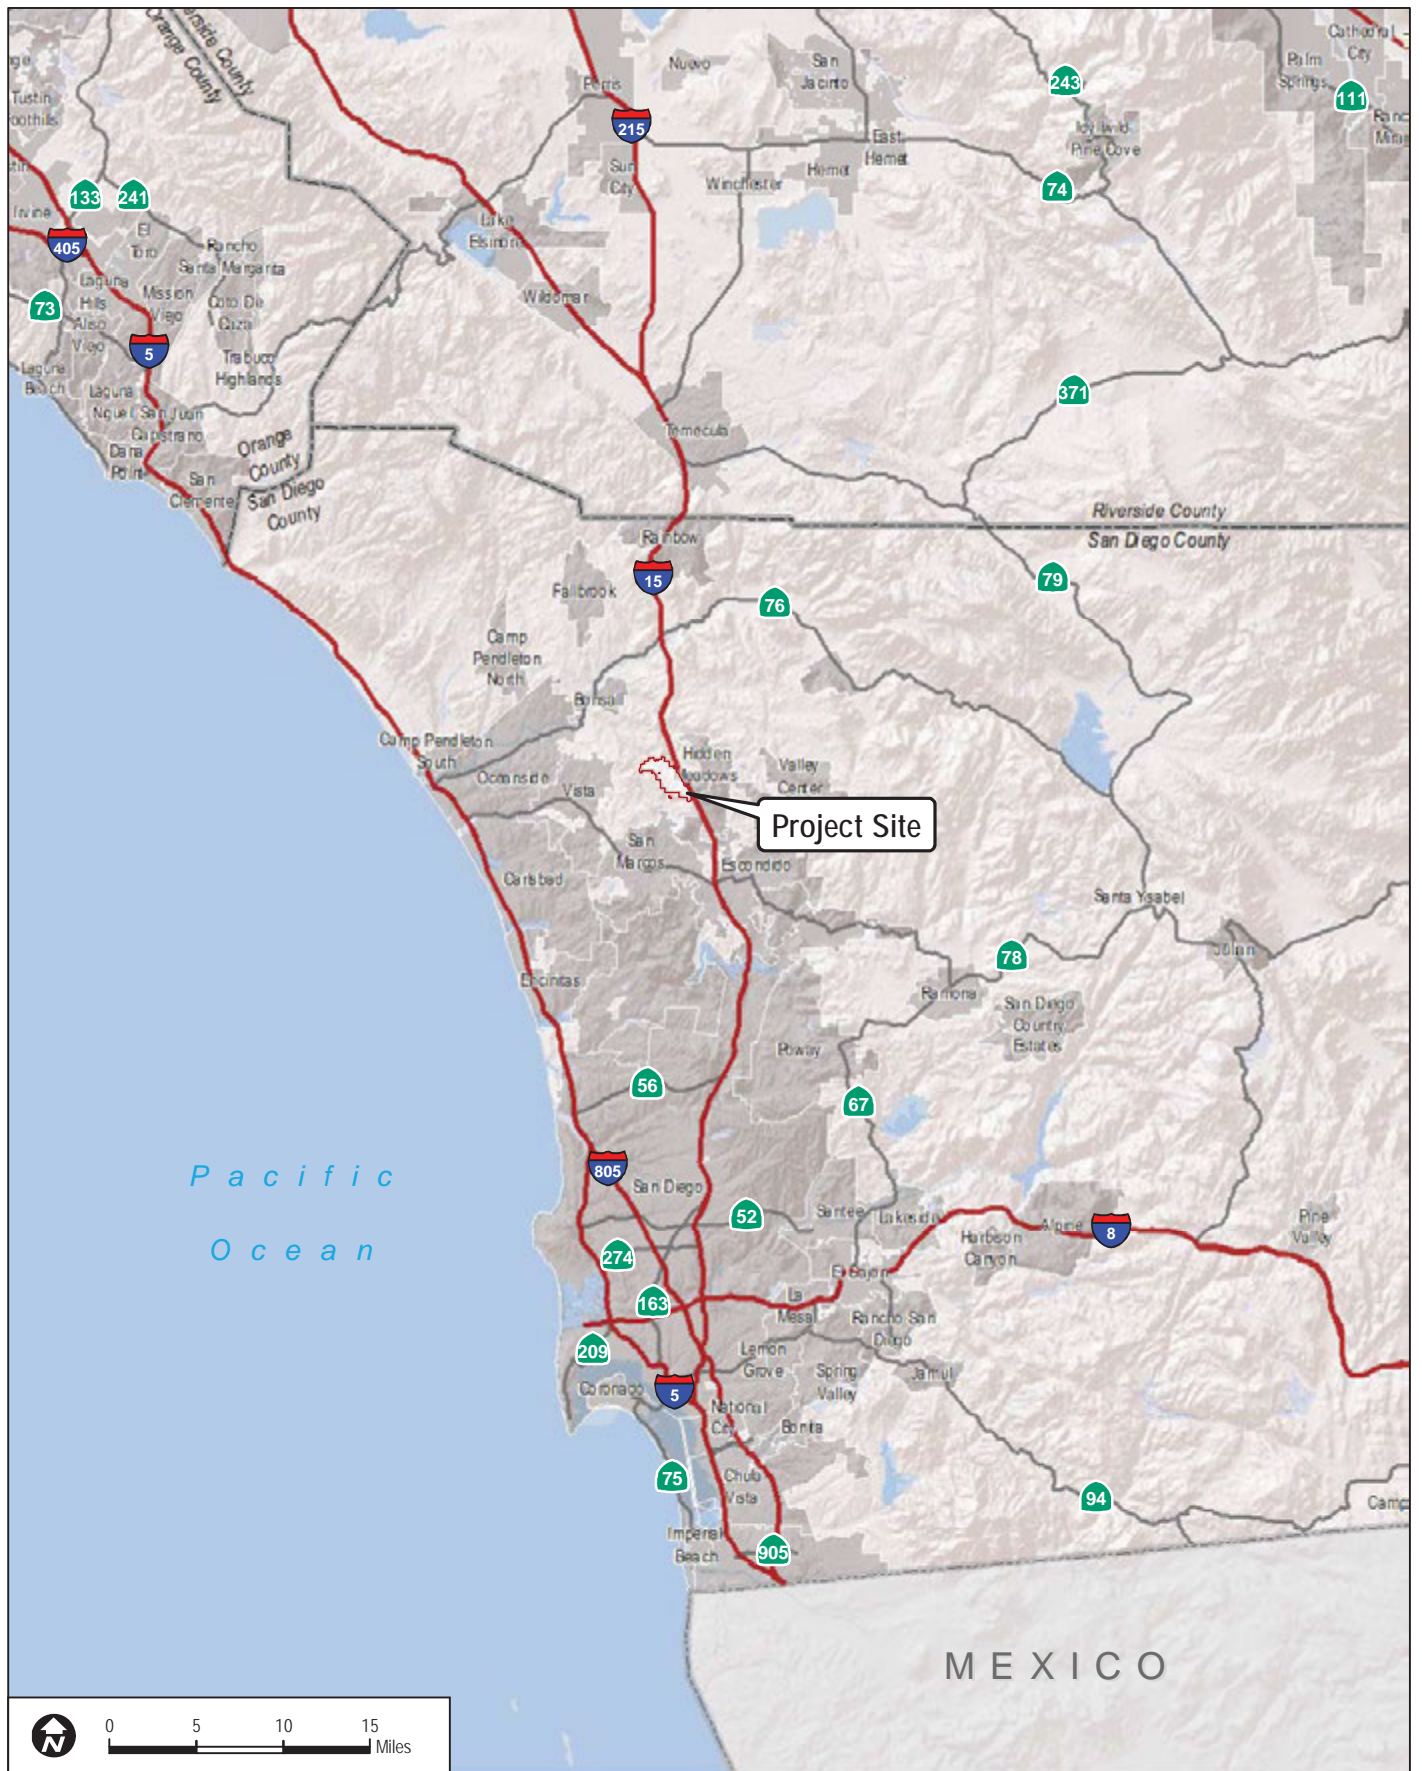 Orange County
Riverside County
Perris
Nuevo
San
Jacinto
243
Cathedral
City
Palm
Springs
111
Tustin
215
Idyllwild-
Pine Cove
East
Hemet
Hemet
Sun
City
Winchester
74
133
241
Irvine
405
El
Toro
Rancho
Santa Margarita
Lake
Elsinore
Laguna
Hills
Mission
Viejo
Coto De
Caza
Wildomar
73
Aliso
Viejo
5
Trabuco
Highlands
Laguna
Beach
Laguna
Niguel
San Juan
Capistrano
371
Temecula
Dana
Point
Orange
County
San Diego
County
San
Clemente
Riverside County
San Diego County
Rainbow
15
Fallbrook
79
76
Camp
Pendleton
North
Bonsall
Camp Pendleton
South
Oceanside
Vista
Hidden
Meadows
Valley
Center
Project Site
San
Marcos
Escondido
Carlsbad
Santa Ysabel
Julian
78
Encinitas
Ramona
San Diego
Country
Estates
Poway
56
67
Pacific
Ocean
805
San Diego
52
Santee
Lakeside
Alpine
8
Pine
Valley
Harbison
Canyon
274
El Cajon
163
La
Mesa
Rancho San
Diego
209
Lemon
Grove
Spring
Valley
Jamul
Coronado
5
National
City
Bonita
75
Chula
Vista
94
Imperial
Beach
905
MEXICO
N
0 5 10 15
Miles